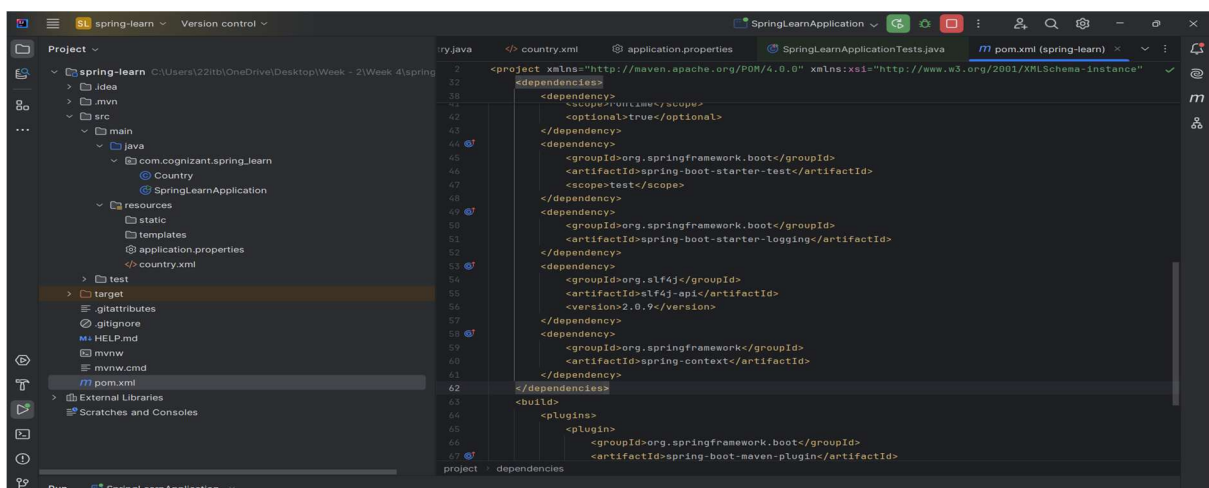 SL spring-learn Version control SpringLearnApplication
Project
spring-learn C:\Users\22itb\OneDrive\Desktop\Week - 2\Week 4\spring
.idea
.mvn
src
main
java
com.cognizant.spring_learn
Country
SpringLearnApplication
resources
static
templates
application.properties
country.xml
test
target
.gitattributes
.gitignore
HELP.md
mvnw
mvnw.cmd
pom.xml
External Libraries
Scratches and Consoles
try.java country.xml application.properties SpringLearnApplicationTests.java pom.xml (spring-learn)
2 <project xmlns="http://maven.apache.org/POM/4.0.0" xmlns:xsi="http://www.w3.org/2001/XMLSchema-instance"
32 <dependencies>
38 <dependency>
41 <scope>runtime</scope>
42 <optional>true</optional>
43 </dependency>
44 <dependency>
45 <groupId>org.springframework.boot</groupId>
46 <artifactId>spring-boot-starter-test</artifactId>
47 <scope>test</scope>
48 </dependency>
49 <dependency>
50 <groupId>org.springframework.boot</groupId>
51 <artifactId>spring-boot-starter-logging</artifactId>
52 </dependency>
53 <dependency>
54 <groupId>org.slf4j</groupId>
55 <artifactId>slf4j-api</artifactId>
56 <version>2.0.9</version>
57 </dependency>
58 <dependency>
59 <groupId>org.springframework</groupId>
60 <artifactId>spring-context</artifactId>
61 </dependency>
62 </dependencies>
63 <build>
64 <plugins>
65 <plugin>
66 <groupId>org.springframework.boot</groupId>
67 <artifactId>spring-boot-maven-plugin</artifactId>
project > dependencies
Run SpringLearnApplication